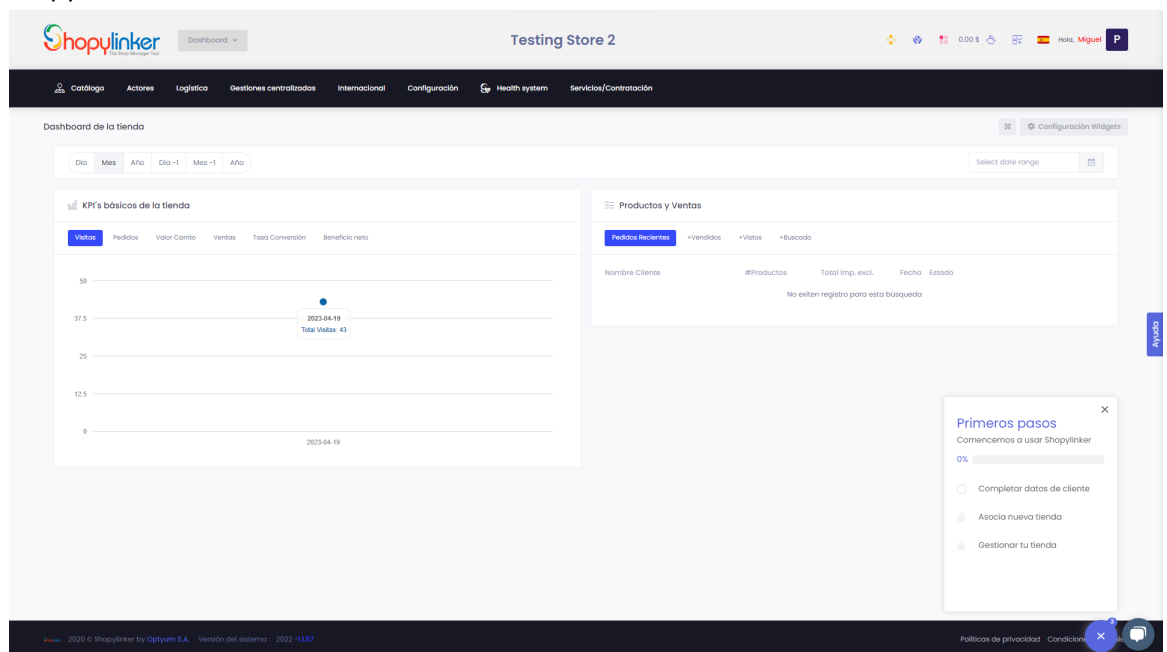 Shopylinker
The Shop Manager Tool
Dashboard
Testing Store 2
0.00 $
Hola, Miguel
P
Catálogo Actores Logística Gestiones centralizadas Internacional Configuración Health system Servicios/Contratación
Dashboard de la tienda
Configuración Widgets
Día Mes Año Día -1 Mes -1 Año
Select date range
KPI's básicos de la tienda
Visitas Pedidos Valor Carrito Ventas Tasa Conversión Beneficio neto
50
37.5
25
12.5
0
2023-04-19
Total Visitas: 43
2023-04-19
Productos y Ventas
Pedidos Recientes +Vendidos +Vistos +Buscado
Nombre Cliente #Productos Total Imp. excl. Fecha Estado
No exiten registro para esta búsqueda
Ayuda
Primeros pasos
Comencemos a usar Shopylinker
0%
Completar datos de cliente
Asocia nueva tienda
Gestionar tu tienda
2020 © Shopylinker by Optyum S.A. Versión del sistema : 2022 -1.1.57
Políticas de privacidad
3